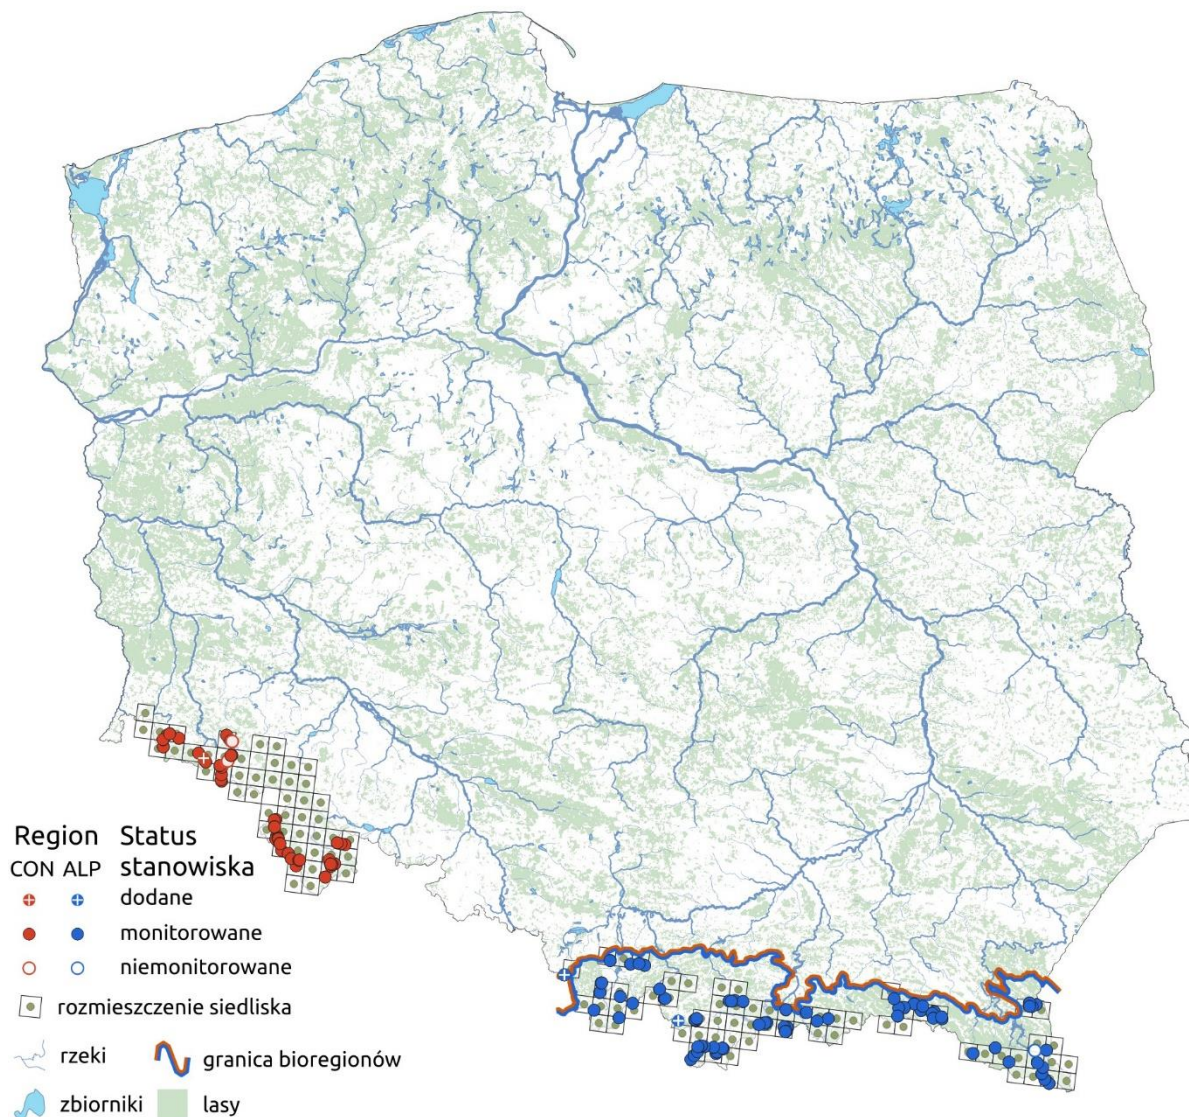 Region Status
CON ALP stanowiska
dodane
monitorowane
niemonitorowane
rozmieszczenie siedliska
rzeki granica bioregionów
zbiorniki lasy